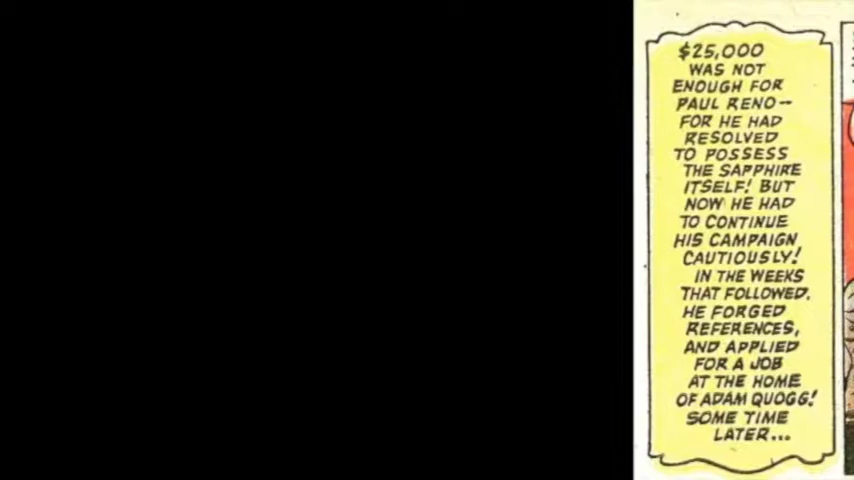 $25,000
WAS NOT
ENOUGH FOR
PAUL RENO--
FOR HE HAD
RESOLVED
TO POSSESS
THE SAPPHIRE
ITSELF! BUT
NOW HE HAD
TO CONTINUE
HIS CAMPAIGN
CAUTIOUSLY!
IN THE WEEKS
THAT FOLLOWED,
HE FORGED
REFERENCES,
AND APPLIED
FOR A JOB
AT THE HOME
OF ADAM QUOGG!
SOME TIME
LATER...